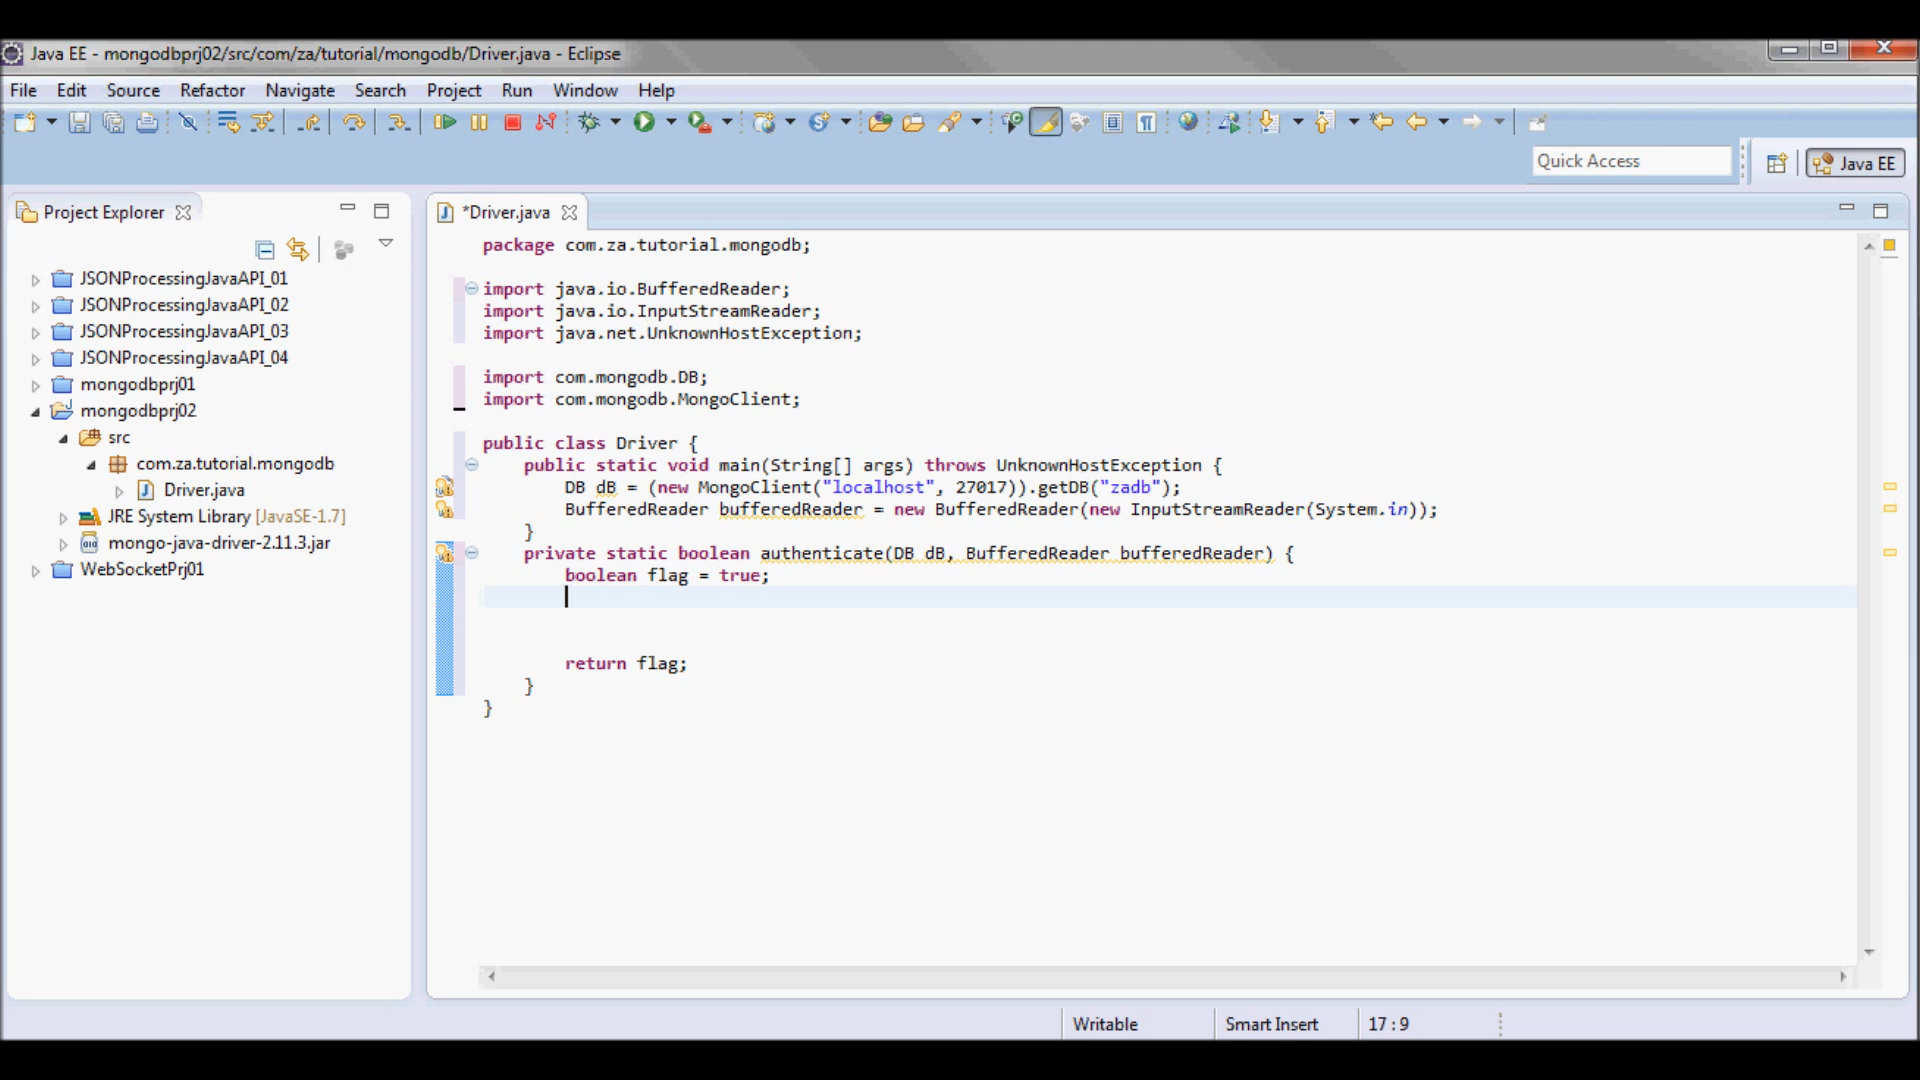 Java EE - mongodbprj02/src/com/za/tutorial/mongodb/Driver.java - Eclipse
File Edit Source Refactor Navigate Search Project Run Window Help
Quick Access
Java EE
Project Explorer
JSONProcessingJavaAPI_01
JSONProcessingJavaAPI_02
JSONProcessingJavaAPI_03
JSONProcessingJavaAPI_04
mongodbprj01
mongodbprj02
src
com.za.tutorial.mongodb
Driver.java
JRE System Library [JavaSE-1.7]
mongo-java-driver-2.11.3.jar
WebSocketPrj01
*Driver.java
package com.za.tutorial.mongodb;
import java.io.BufferedReader;
import java.io.InputStreamReader;
import java.net.UnknownHostException;
import com.mongodb.DB;
import com.mongodb.MongoClient;
public class Driver {
public static void main(String[] args) throws UnknownHostException {
DB dB = (new MongoClient("localhost", 27017)).getDB("zadb");
BufferedReader bufferedReader = new BufferedReader(new InputStreamReader(System.in));
}
private static boolean authenticate(DB dB, BufferedReader bufferedReader) {
boolean flag = true;
return flag;
}
}
Writable
Smart Insert
17 : 9